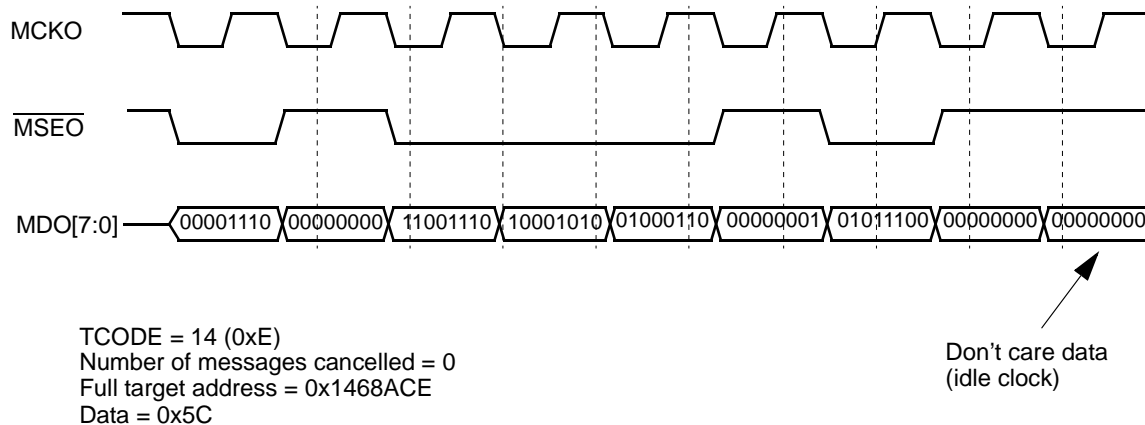 MCKO
MSEO
MDO[7:0] 00001110 00000000 11001110 10001010 01000110 00000001 01011100 00000000 00000000
TCODE = 14 (0xE)
Number of messages cancelled = 0
Full target address = 0x1468ACE
Data = 0x5C
Don't care data
(idle clock)